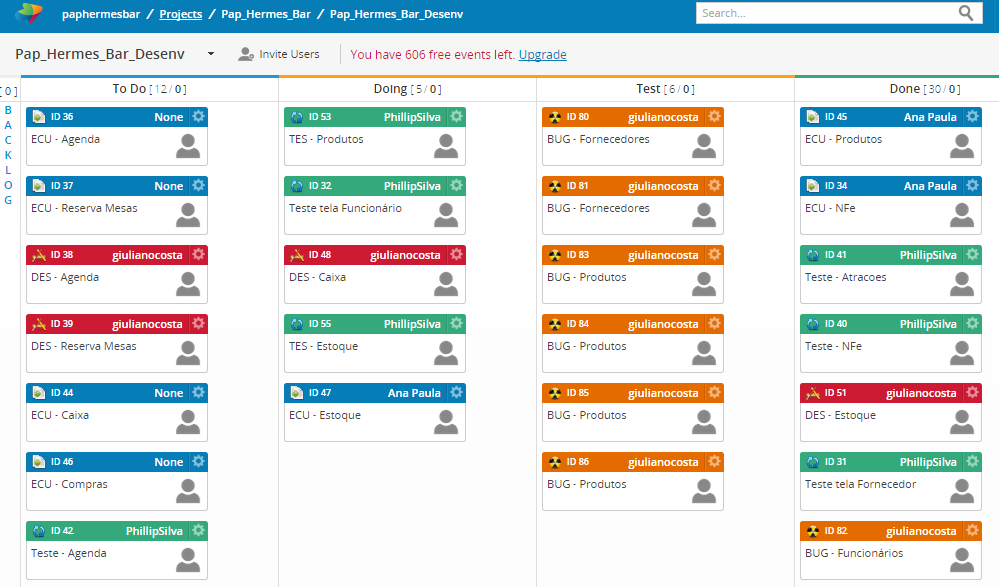 paphermesbar / Projects / Pap_Hermes_Bar / Pap_Hermes_Bar_Desenv
Search...
Pap_Hermes_Bar_Desenv
Invite Users
You have 606 free events left. Upgrade
[ 0 ]
BACKLOG
To Do [ 12 / 0 ]
ID 36 None
ECU - Agenda
ID 37 None
ECU - Reserva Mesas
ID 38 giulianocosta
DES - Agenda
ID 39 giulianocosta
DES - Reserva Mesas
ID 44 None
ECU - Caixa
ID 46 None
ECU - Compras
ID 42 PhillipSilva
Teste - Agenda
Doing [ 5 / 0 ]
ID 53 PhillipSilva
TES - Produtos
ID 32 PhillipSilva
Teste tela Funcionário
ID 48 giulianocosta
DES - Caixa
ID 55 PhillipSilva
TES - Estoque
ID 47 Ana Paula
ECU - Estoque
Test [ 6 / 0 ]
ID 80 giulianocosta
BUG - Fornecedores
ID 81 giulianocosta
BUG - Fornecedores
ID 83 giulianocosta
BUG - Produtos
ID 84 giulianocosta
BUG - Produtos
ID 85 giulianocosta
BUG - Produtos
ID 86 giulianocosta
BUG - Produtos
Done [ 30 / 0 ]
ID 45 Ana Paula
ECU - Produtos
ID 34 Ana Paula
ECU - NFe
ID 41 PhillipSilva
Teste - Atracoes
ID 40 PhillipSilva
Teste - NFe
ID 51 giulianocosta
DES - Estoque
ID 31 PhillipSilva
Teste tela Fornecedor
ID 82 giulianocosta
BUG - Funcionários